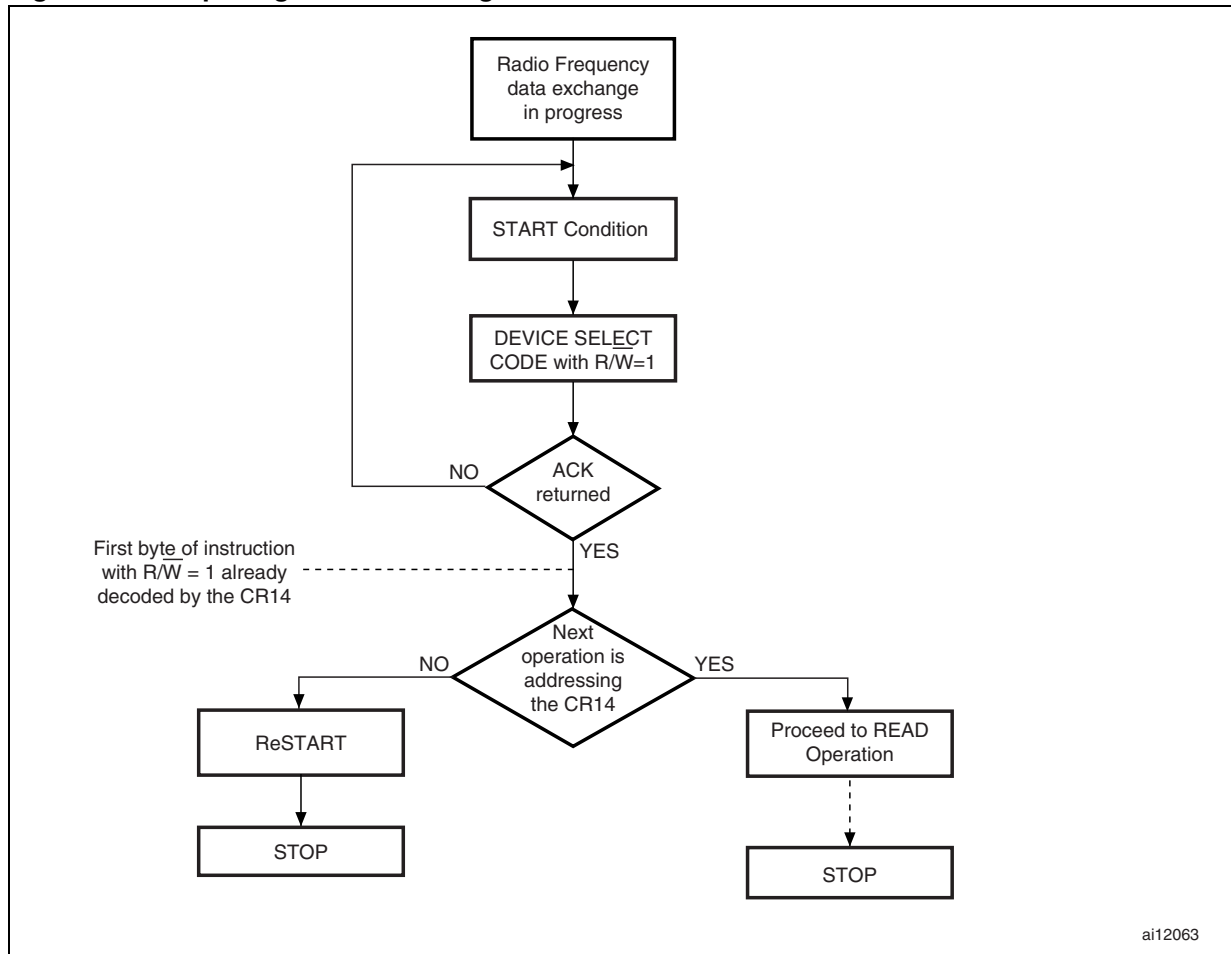 Radio Frequency
data exchange
in progress
START Condition
DEVICE SELECT
CODE with R/W̅=1
NO
ACK
returned
YES
First byte of instruction
with R/W̅ = 1 already
decoded by the CR14
Next
operation is
addressing
the CR14
NO
YES
ReSTART
Proceed to READ
Operation
STOP
STOP
ai12063